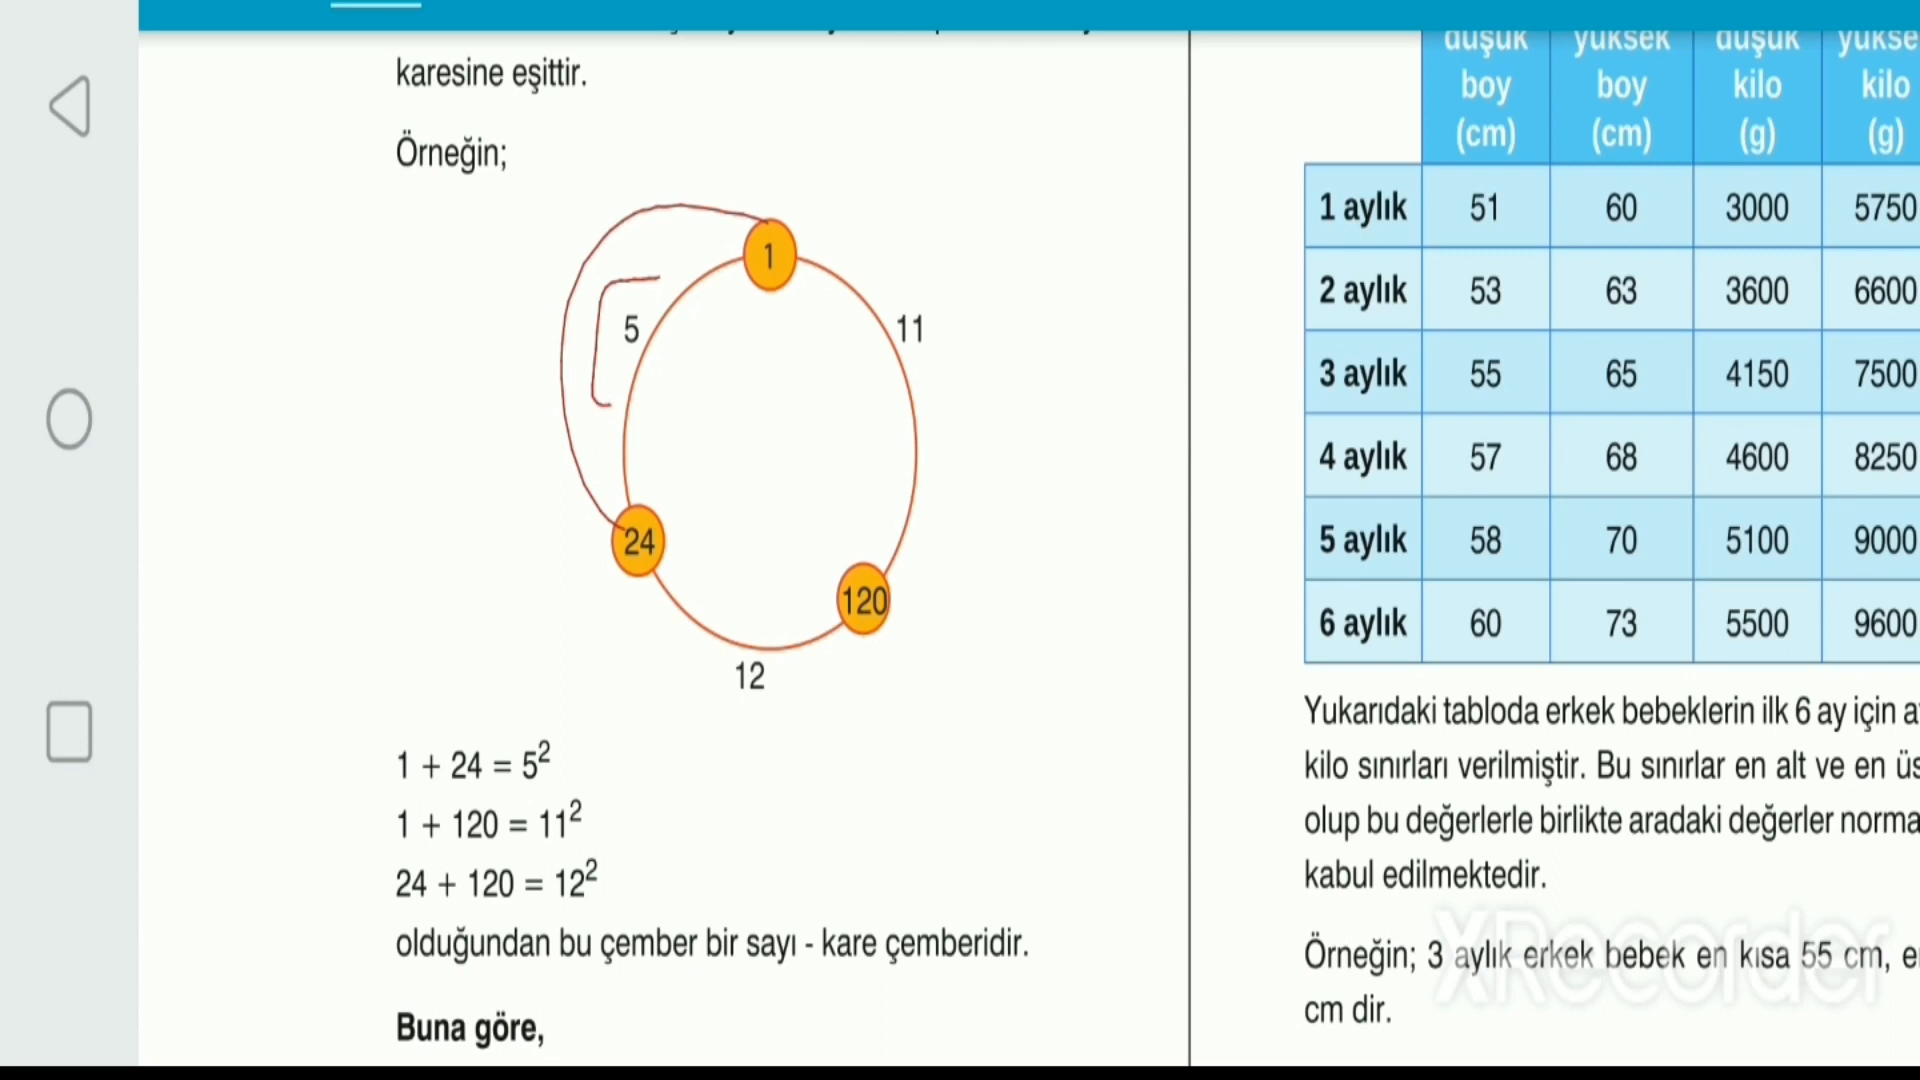 karesine eşittir.
Örneğin;
1
5
11
24
120
12
1 + 24 = 5²
1 + 120 = 11²
24 + 120 = 12²
olduğundan bu çember bir sayı - kare çemberidir.
Buna göre,
düşük yüksek düşük yükse
boy boy kilo kilo
(cm) (cm) (g) (g)
1 aylık 51 60 3000 5750
2 aylık 53 63 3600 6600
3 aylık 55 65 4150 7500
4 aylık 57 68 4600 8250
5 aylık 58 70 5100 9000
6 aylık 60 73 5500 9600
Yukarıdaki tabloda erkek bebeklerin ilk 6 ay için
kilo sınırları verilmiştir. Bu sınırlar en alt ve en üs
olup bu değerlerle birlikte aradaki değerler norma
kabul edilmektedir.
Örneğin; 3 aylık erkek bebek en kısa 55 cm,
cm dir.
XRecorder